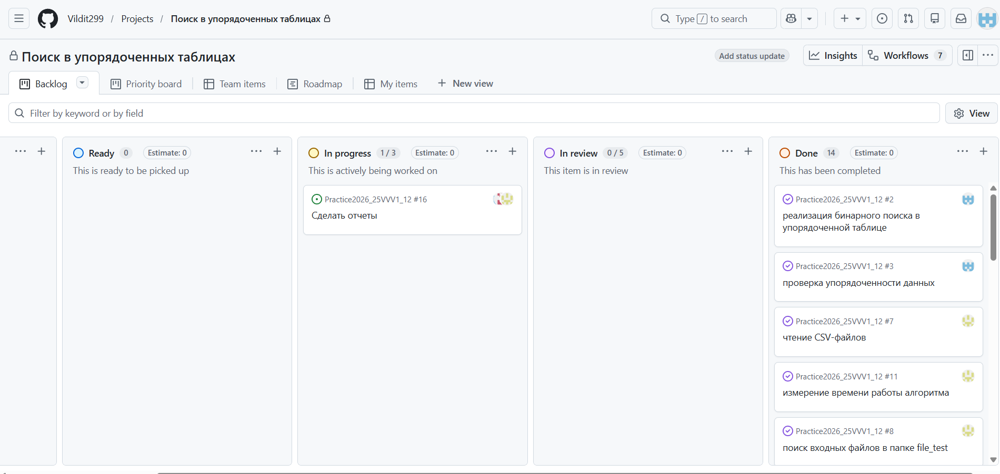 Vildit299 / Projects / Поиск в упорядоченных таблицах
Type / to search
Поиск в упорядоченных таблицах
Add status update
Insights
Workflows 7
Backlog
Priority board
Team items
Roadmap
My items
New view
Filter by keyword or by field
View
Ready 0 Estimate: 0
This is ready to be picked up
In progress 1 / 3 Estimate: 0
This is actively being worked on
Practice2026_25VVV1_12 #16
Сделать отчеты
In review 0 / 5 Estimate: 0
This item is in review
Done 14 Estimate: 0
This has been completed
Practice2026_25VVV1_12 #2
реализация бинарного поиска в
упорядоченной таблице
Practice2026_25VVV1_12 #3
проверка упорядоченности данных
Practice2026_25VVV1_12 #7
чтение CSV-файлов
Practice2026_25VVV1_12 #11
измерение времени работы алгоритма
Practice2026_25VVV1_12 #8
поиск входных файлов в папке file_test